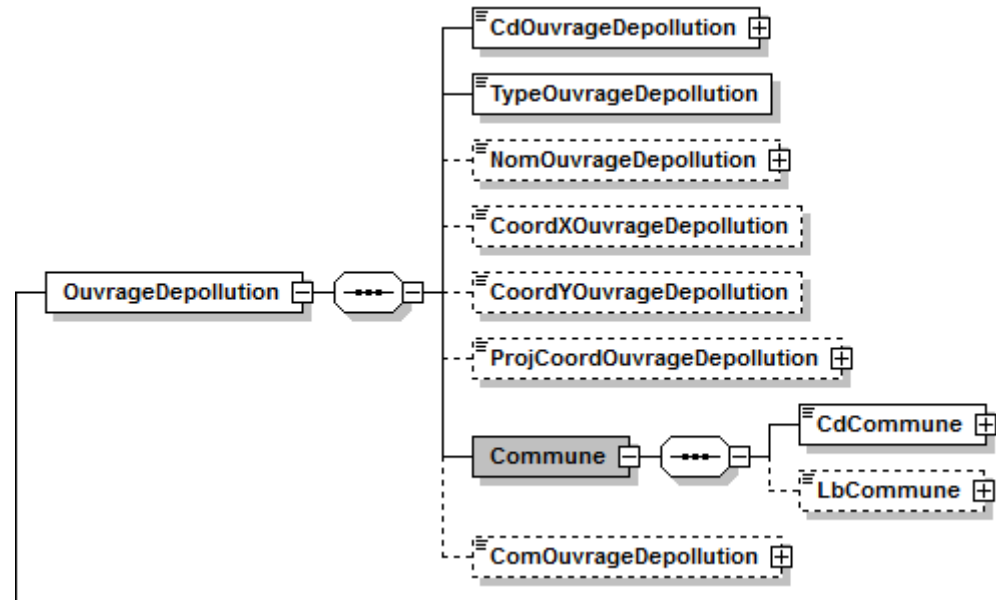 CdOuvrageDepollution
TypeOuvrageDepollution
NomOuvrageDepollution
CoordXOuvrageDepollution
OuvrageDepollution
CoordYOuvrageDepollution
ProjCoordOuvrageDepollution
CdCommune
Commune
LbCommune
ComOuvrageDepollution